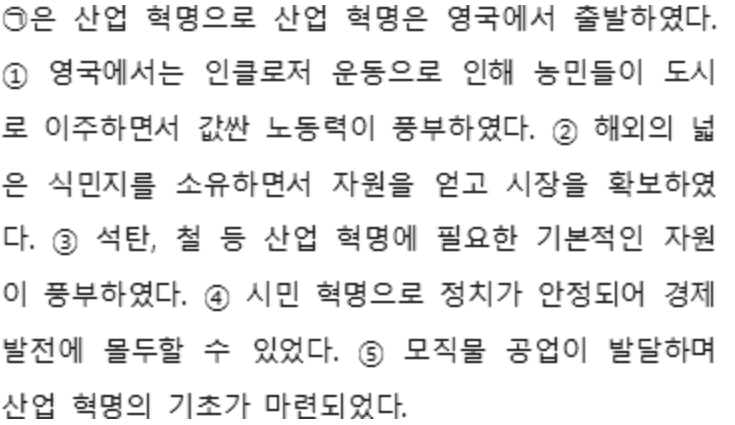 ㉠은 산업 혁명으로 산업 혁명은 영국에서 출발하였다.
① 영국에서는 인클로저 운동으로 인해 농민들이 도시
로 이주하면서 값싼 노동력이 풍부하였다. ② 해외의 넓
은 식민지를 소유하면서 자원을 얻고 시장을 확보하였
다. ③ 석탄, 철 등 산업 혁명에 필요한 기본적인 자원
이 풍부하였다. ④ 시민 혁명으로 정치가 안정되어 경제
발전에 몰두할 수 있었다. ⑤ 모직물 공업이 발달하며
산업 혁명의 기초가 마련되었다.